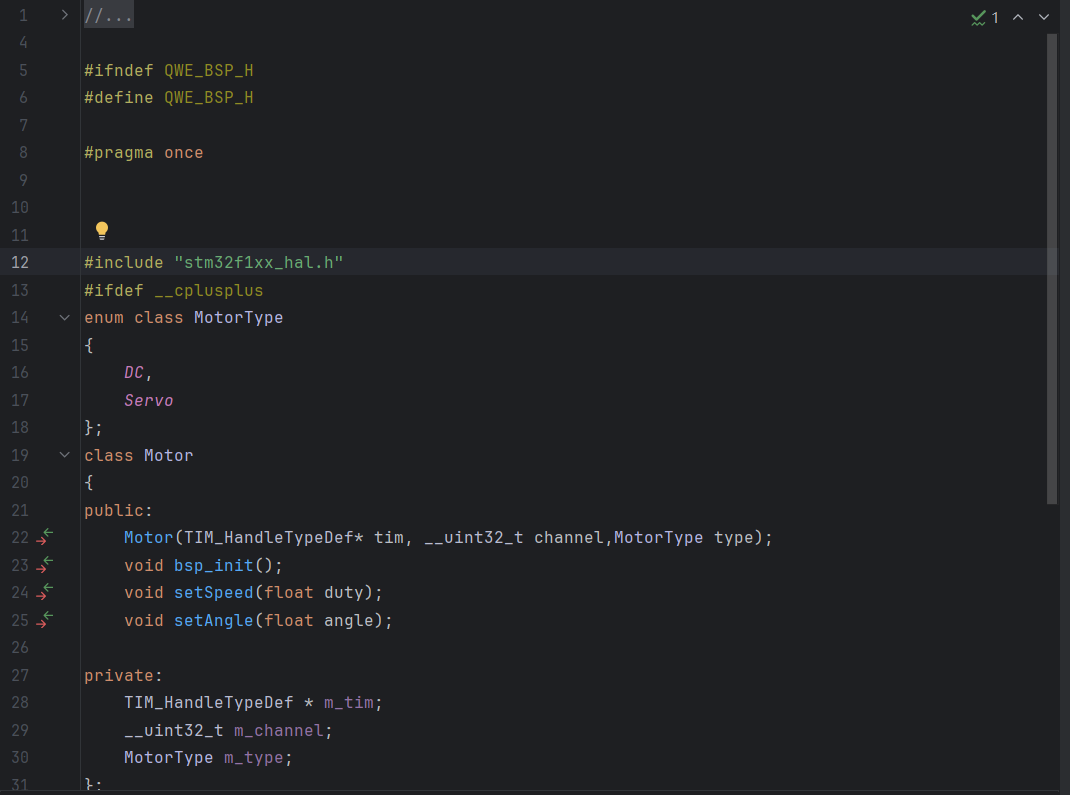 1 //... 1
4
5 #ifndef QWE_BSP_H
6 #define QWE_BSP_H
7
8 #pragma once
9
10
11
12 #include "stm32f1xx_hal.h"
13 #ifdef __cplusplus
14 enum class MotorType
15 {
16     DC,
17     Servo
18 };
19 class Motor
20 {
21 public:
22     Motor(TIM_HandleTypeDef* tim, __uint32_t channel,MotorType type);
23     void bsp_init();
24     void setSpeed(float duty);
25     void setAngle(float angle);
26
27 private:
28     TIM_HandleTypeDef * m_tim;
29     __uint32_t m_channel;
30     MotorType m_type;
31 };